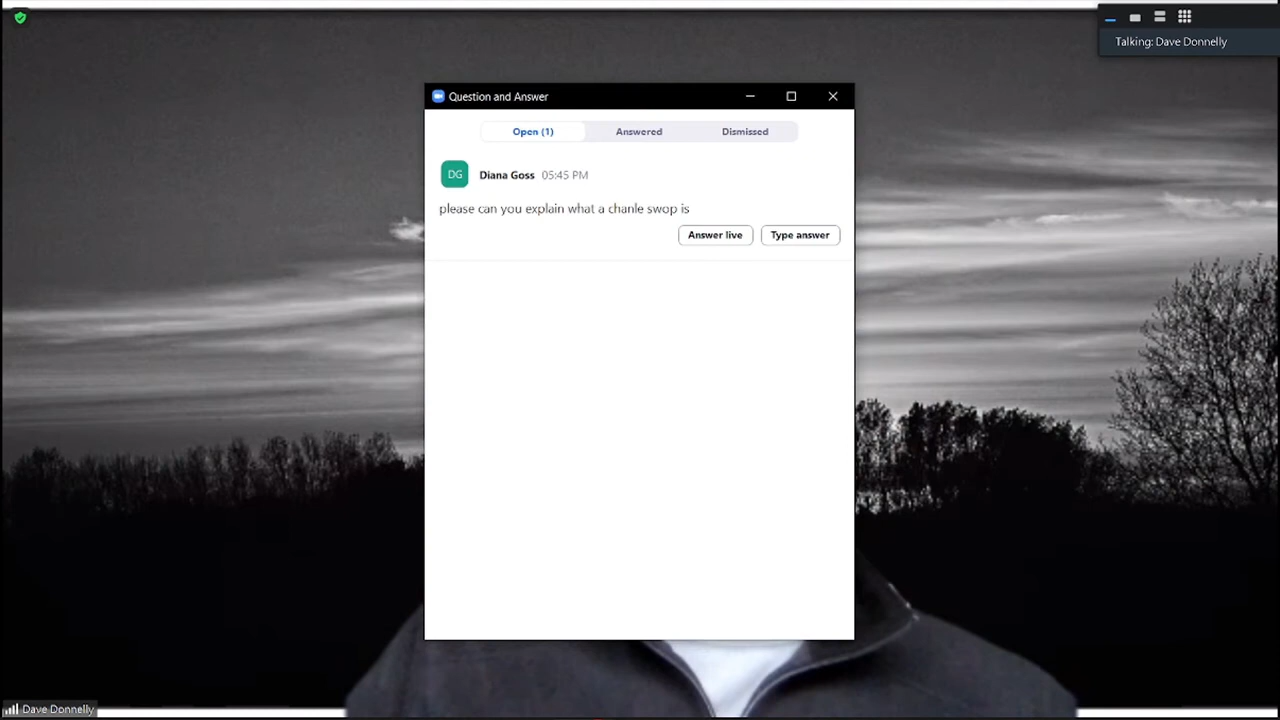 Talking: Dave Donnelly
Question and Answer
Open (1) Answered Dismissed
DG Diana Goss 05:45 PM
please can you explain what a chanle swop is
Answer live Type answer
Dave Donnelly